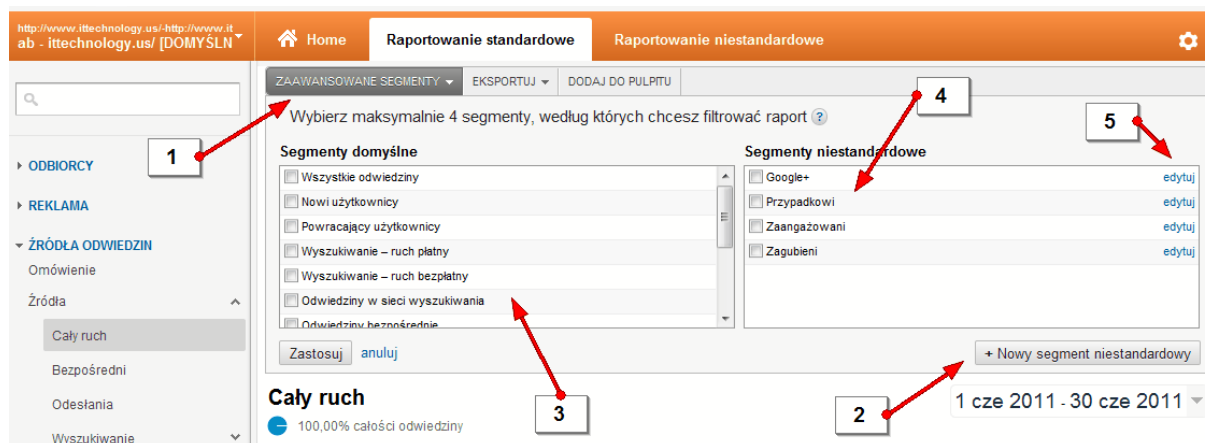 http://www.ittechnology.us/-http://www.it
ab - ittechnology.us/ [DOMYŚLN
Home
Raportowanie standardowe
Raportowanie niestandardowe
ZAAWANSOWANE SEGMENTY
EKSPORTUJ
DODAJ DO PULPITU
4
Wybierz maksymalnie 4 segmenty, według których chcesz filtrować raport ?
5
1
Segmenty domyślne
Segmenty niestandardowe
ODBIORCY
REKLAMA
ŹRÓDŁA ODWIEDZIN
Omówienie
Źródła
Cały ruch
Bezpośredni
Odesłania
Wyszukiwanie
Wszystkie odwiedziny
Nowi użytkownicy
Powracający użytkownicy
Wyszukiwanie – ruch płatny
Wyszukiwanie – ruch bezpłatny
Odwiedziny w sieci wyszukiwania
Odwiedziny bezpośrednie
Google+ edytuj
Przypadkowi edytuj
Zaangażowani edytuj
Zagubieni edytuj
Zastosuj anuluj
+ Nowy segment niestandardowy
Cały ruch
3
2
1 cze 2011 - 30 cze 2011
100,00% całości odwiedziny